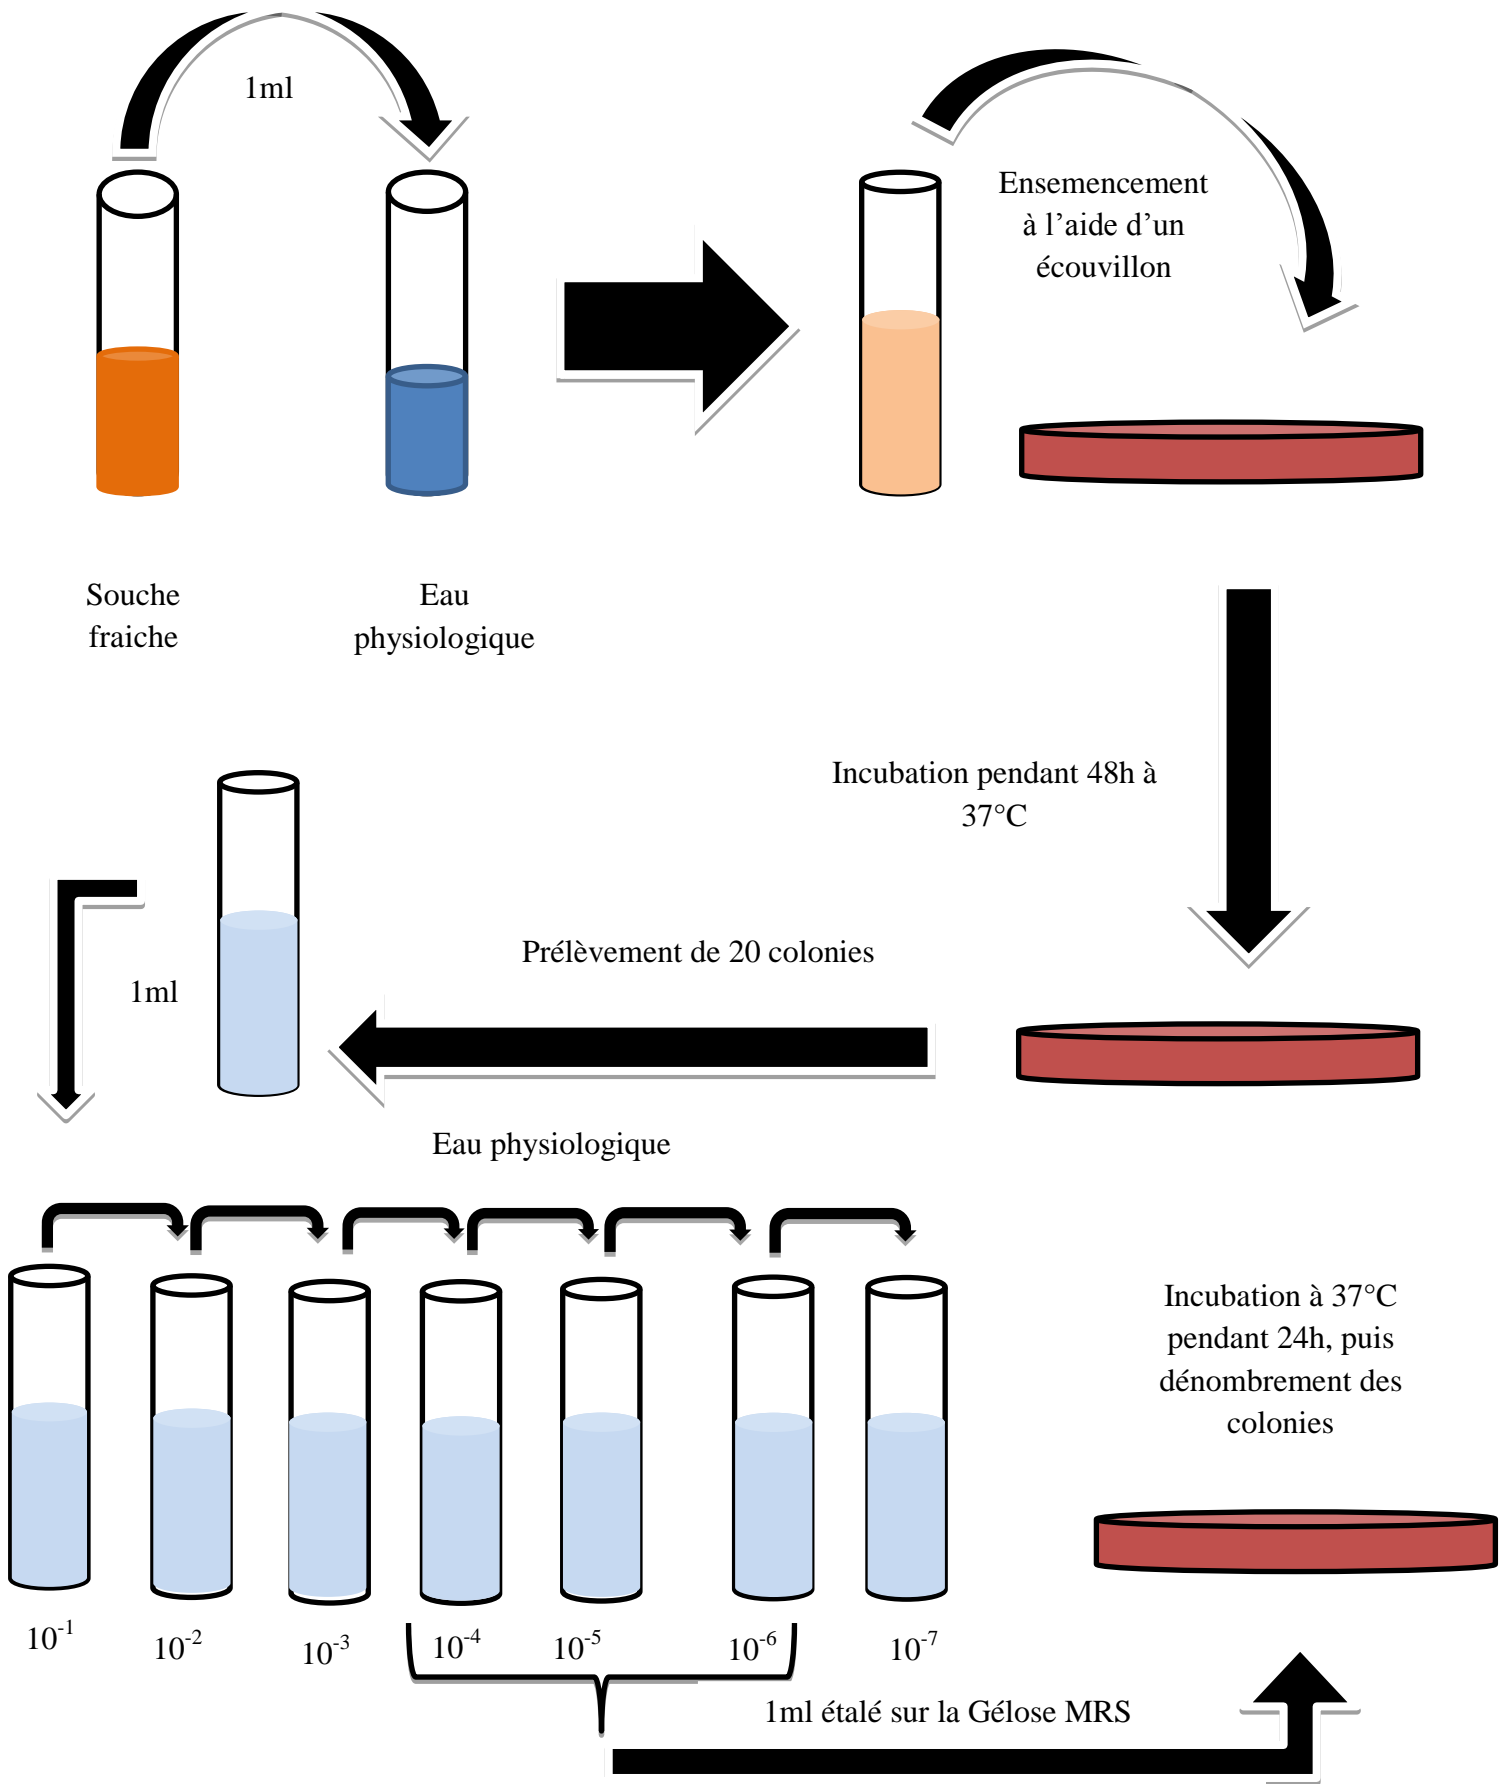 1ml
Ensemencement
à l’aide d’un
écouvillon
Souche
fraiche
Eau
physiologique
Incubation pendant 48h à
37°C
Prélèvement de 20 colonies
1ml
Eau physiologique
Incubation à 37°C
pendant 24h, puis
dénombrement des
colonies
10⁻¹ 10⁻² 10⁻³ 10⁻⁴ 10⁻⁵ 10⁻⁶ 10⁻⁷
1ml étalé sur la Gélose MRS